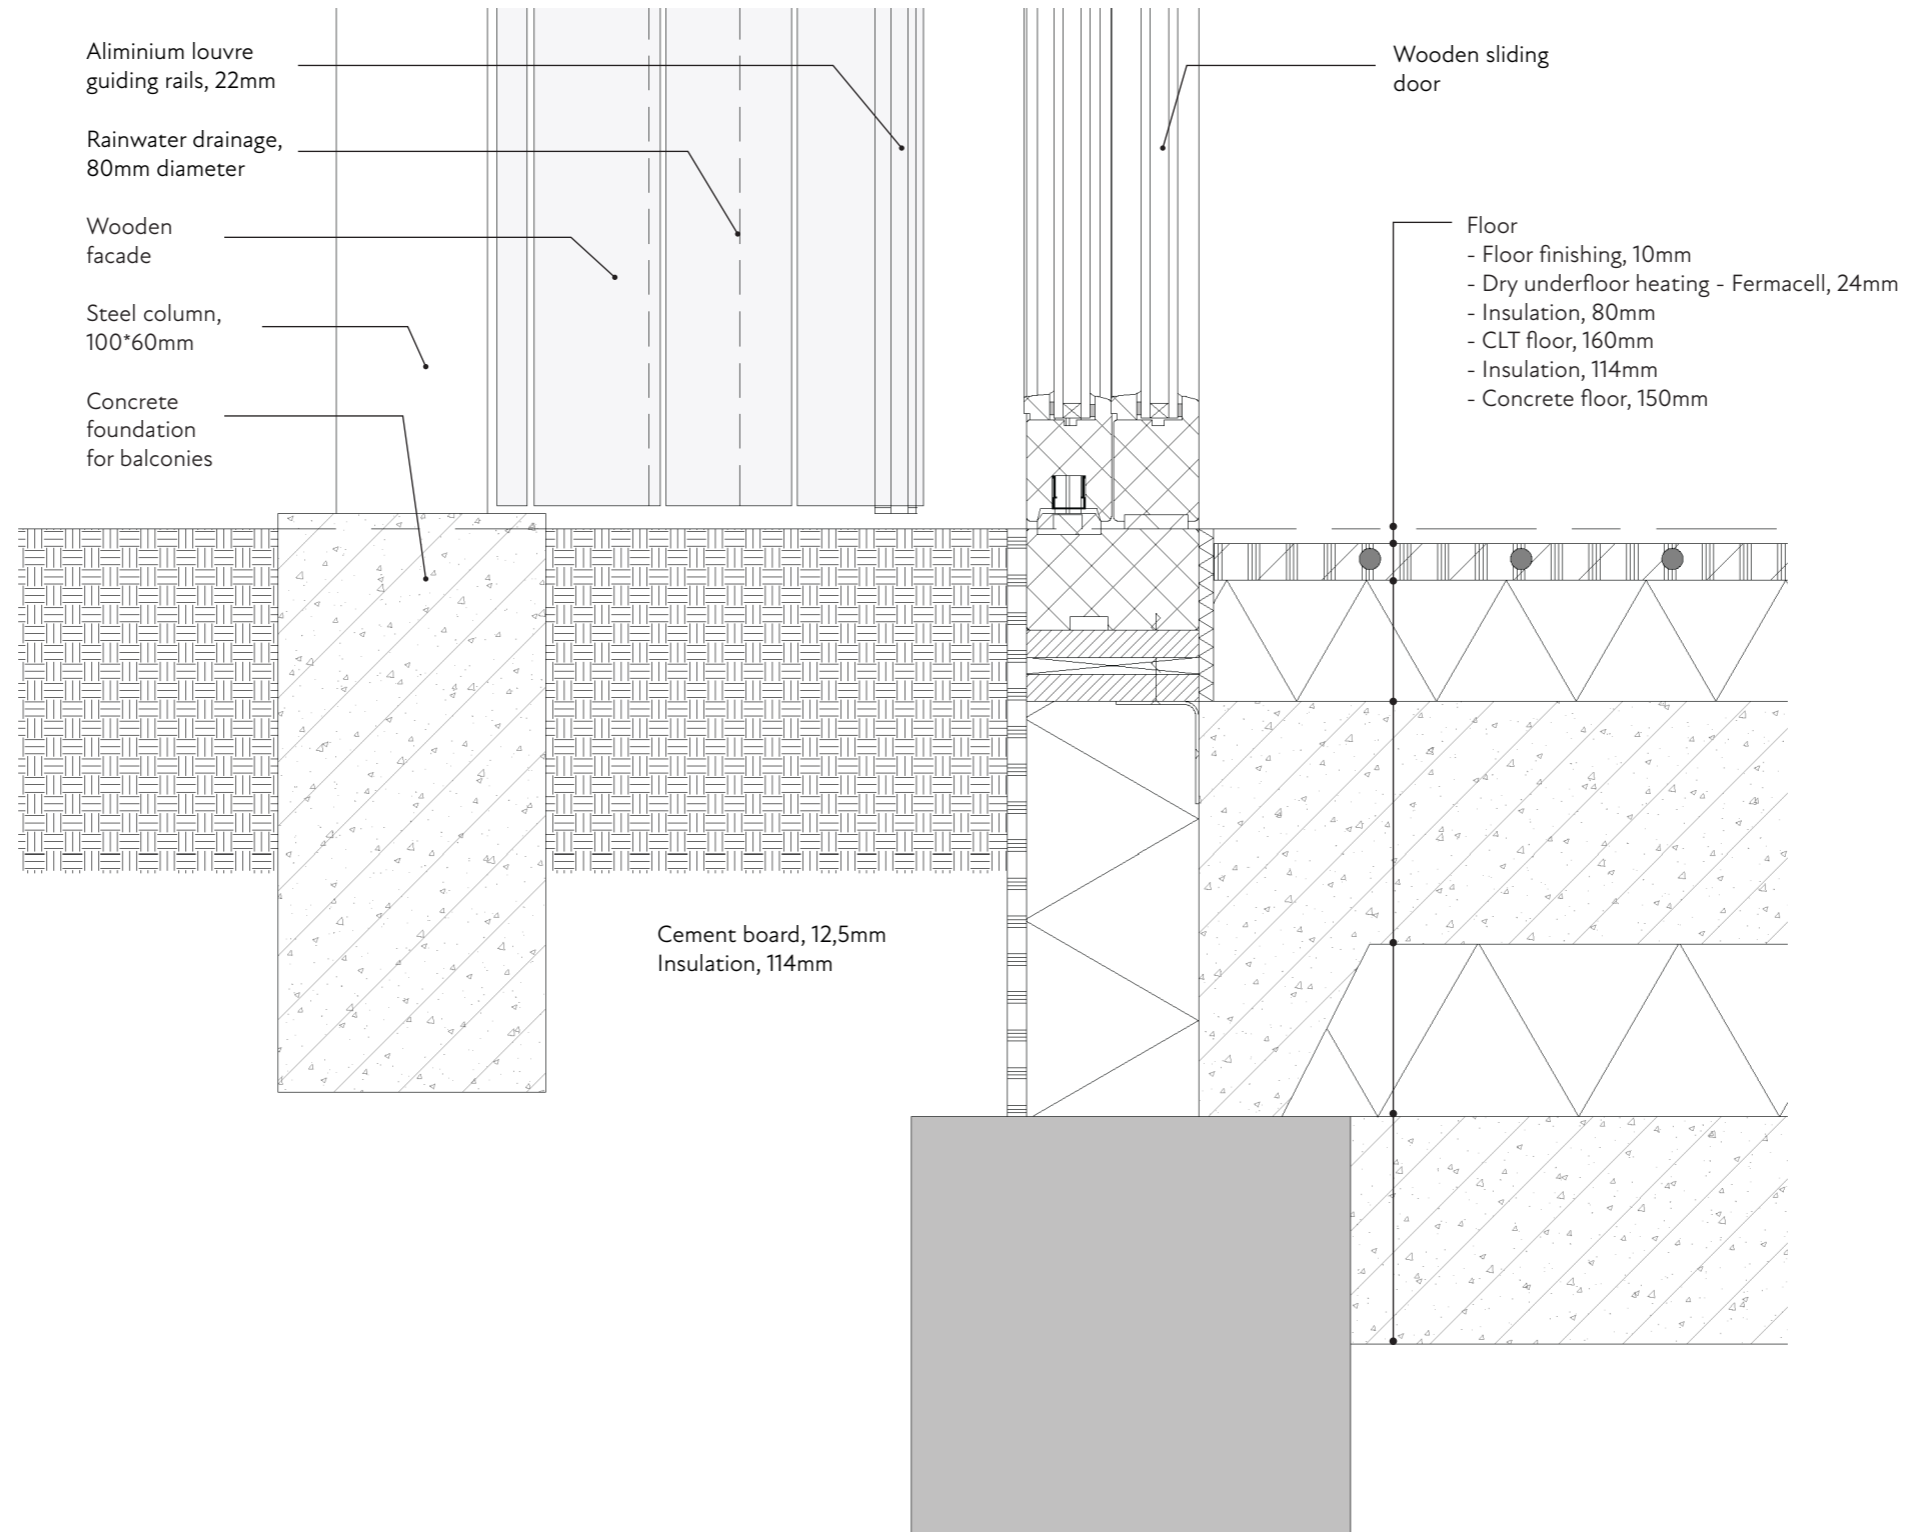 Aliminium louvre
guiding rails, 22mm
Rainwater drainage,
80mm diameter
Wooden
facade
Steel column,
100*60mm
Concrete
foundation
for balconies
Cement board, 12,5mm
Insulation, 114mm
Wooden sliding
door
Floor
- Floor finishing, 10mm
- Dry underfloor heating - Fermacell, 24mm
- Insulation, 80mm
- CLT floor, 160mm
- Insulation, 114mm
- Concrete floor, 150mm